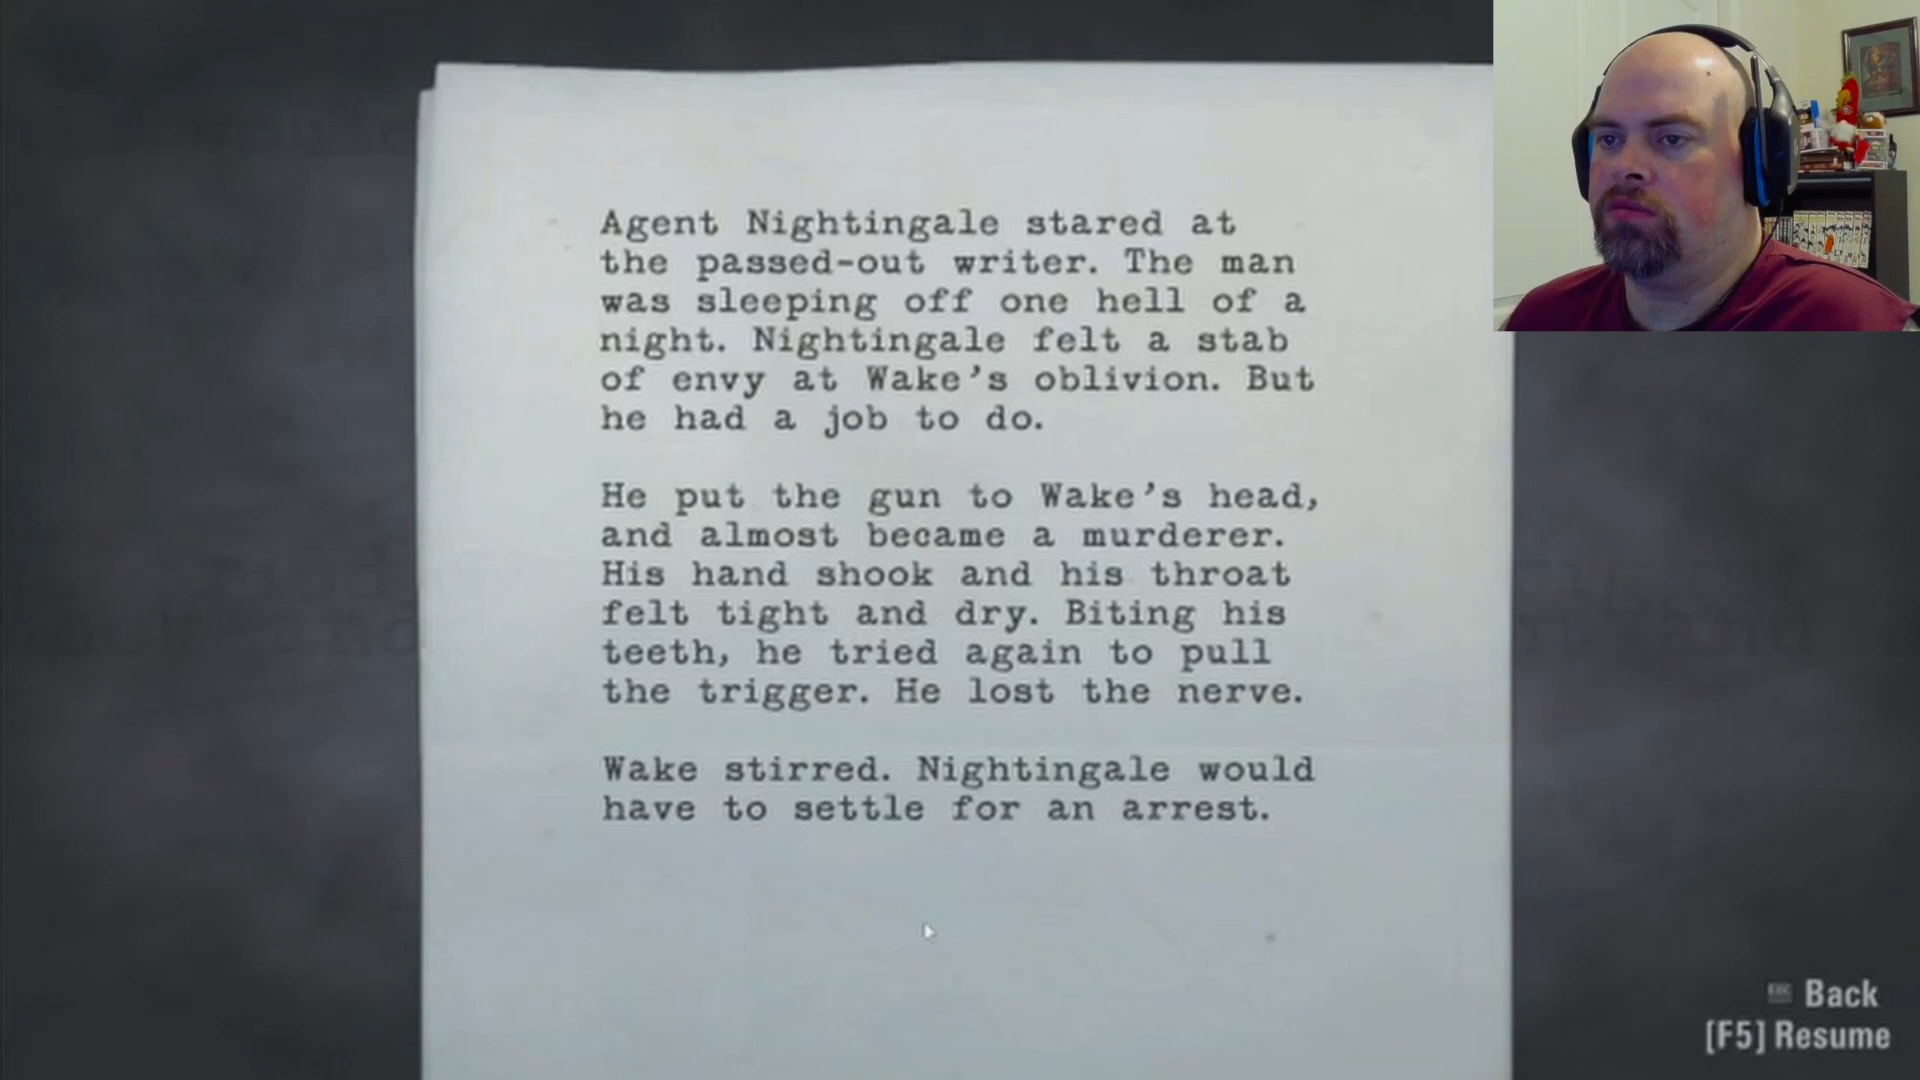 Agent Nightingale stared at
the passed-out writer. The man
was sleeping off one hell of a
night. Nightingale felt a stab
of envy at Wake's oblivion. But
he had a job to do.
He put the gun to Wake's head,
and almost became a murderer.
His hand shook and his throat
felt tight and dry. Biting his
teeth, he tried again to pull
the trigger. He lost the nerve.
Wake stirred. Nightingale would
have to settle for an arrest.
Back
[F5] Resume